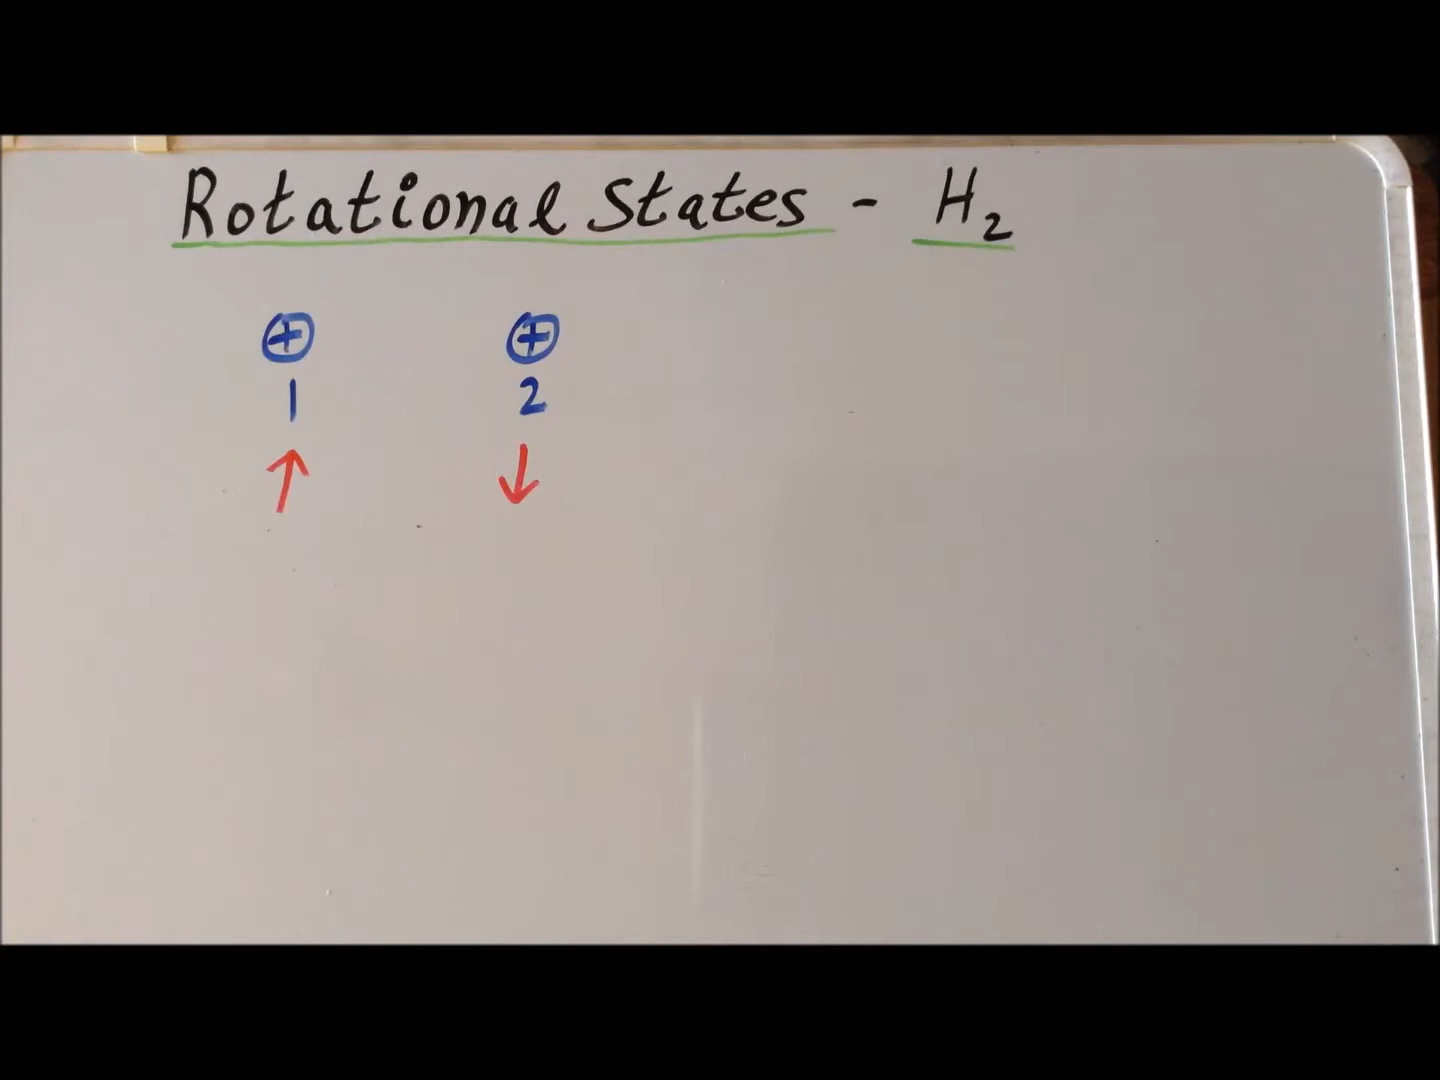 Rotational States - H₂
⊕ ⊕
1 2
↑ ↓